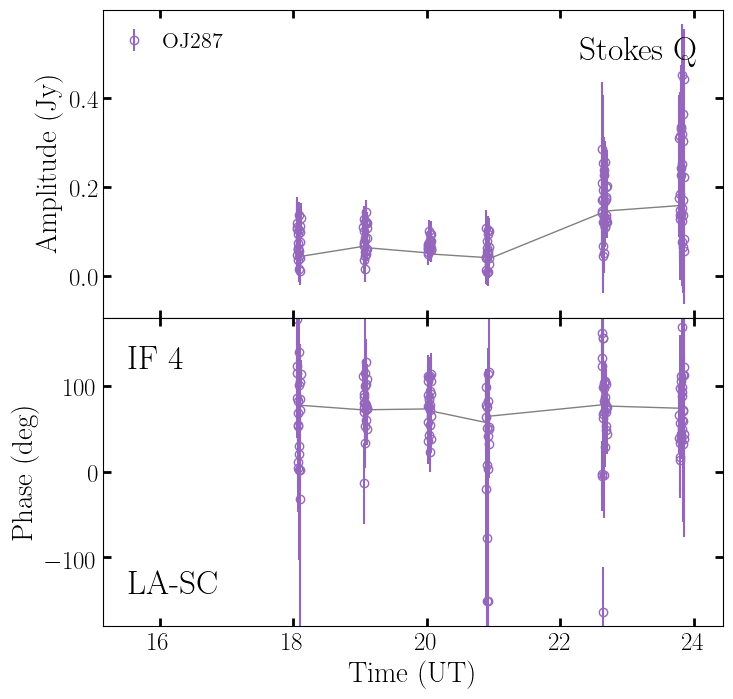 OJ287
Stokes Q
Amplitude (Jy)
0.4
0.2
0.0
IF 4
LA-SC
Phase (deg)
100
0
−100
16 18 20 22 24
Time (UT)